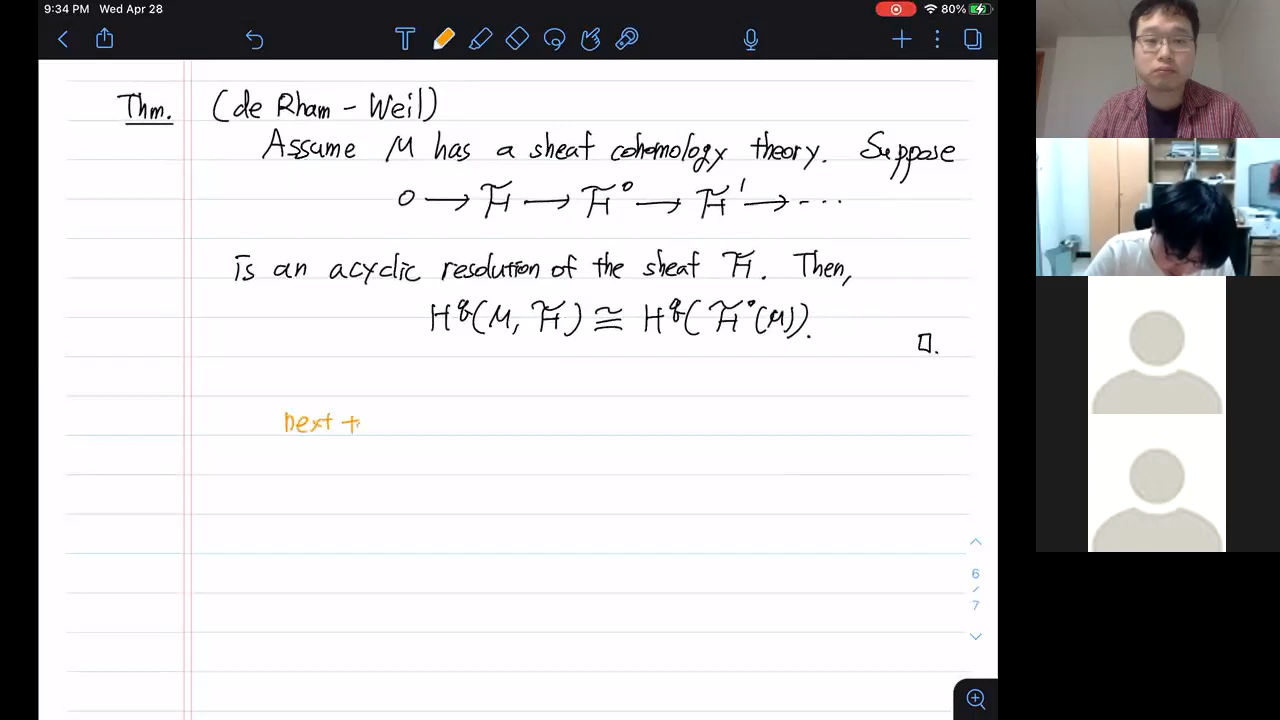 9:34 PM Wed Apr 28
80%
Thm. (de Rham - Weil)
Assume M has a sheaf cohomology theory. Suppose
0 → F → F⁰ → F¹ → ...
is an acyclic resolution of the sheaf F. Then,
H^q(M, F) ≅ H^q(F^•(M)).
□.
next t
6
/
7